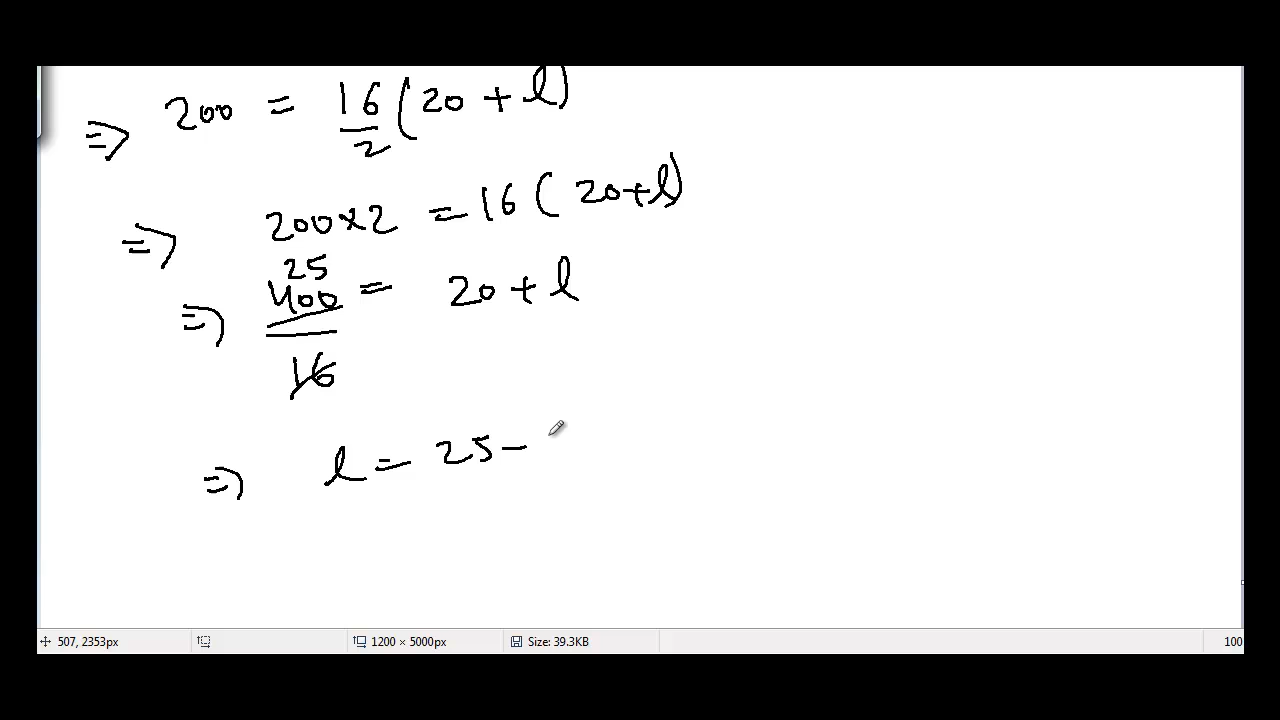 ⇒ 200 = 16/2 (20 + l)
⇒ 200×2 = 16 (20+l)
25
⇒ 400/16 = 20 + l
⇒ l = 25 -
507, 2353px 1200 × 5000px Size: 39.3KB 100